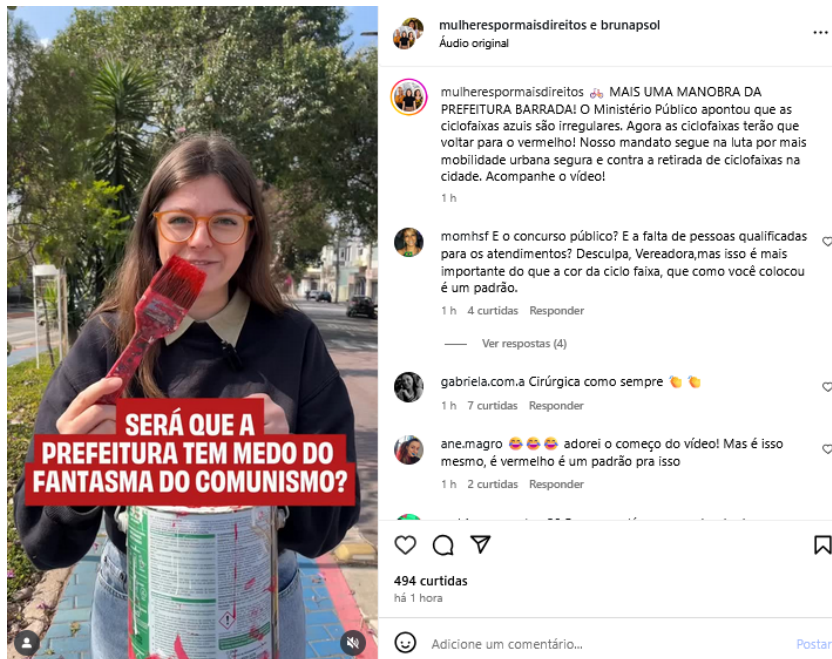 SERÁ QUE A
PREFEITURA TEM MEDO DO
FANTASMA DO COMUNISMO?
mulherespormaisdireitos e brunapsol
Áudio original
mulherespormaisdireitos 🚲 MAIS UMA MANOBRA DA
PREFEITURA BARRADA! O Ministério Público apontou que as
ciclofaixas azuis são irregulares. Agora as ciclofaixas terão que
voltar para o vermelho! Nosso mandato segue na luta por mais
mobilidade urbana segura e contra a retirada de ciclofaixas na
cidade. Acompanhe o vídeo!
1 h
momhsf E o concurso público? E a falta de pessoas qualificadas
para os atendimentos? Desculpa, Vereadora,mas isso é mais
importante do que a cor da ciclo faixa, que como você colocou
é um padrão.
1 h 4 curtidas Responder
Ver respostas (4)
gabriela.com.a Cirúrgica como sempre 👏 👏
1 h 7 curtidas Responder
ane.magro 😂😂😂 adorei o começo do vídeo! Mas é isso
mesmo, é vermelho é um padrão pra isso
1 h 2 curtidas Responder
494 curtidas
há 1 hora
Adicione um comentário...
Postar